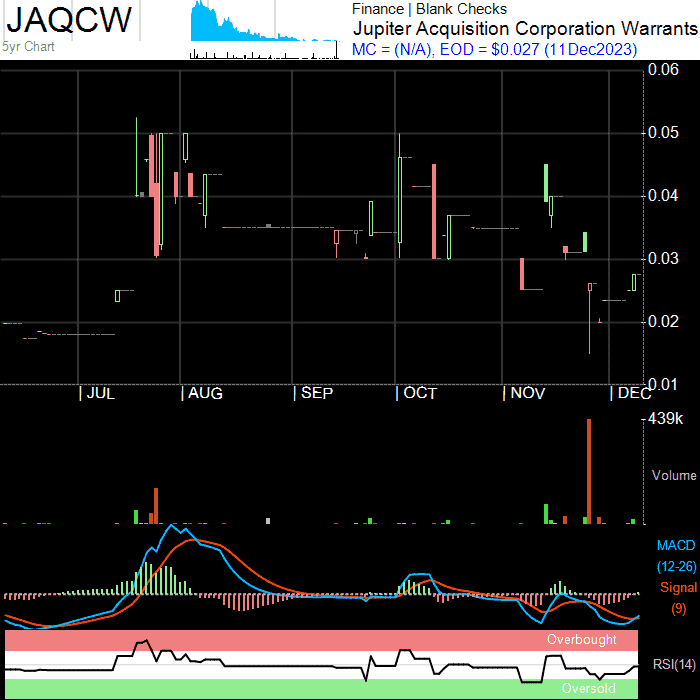 JAQCW
5yr Chart
Finance | Blank Checks
Jupiter Acquisition Corporation Warrants
MC = (N/A), EOD = $0.027 (11Dec2023)
0.06
0.05
0.04
0.03
0.02
0.01
JUL AUG SEP OCT NOV DEC
439k
Volume
MACD
(12-26)
Signal
(9)
Overbought
RSI(14)
Oversold